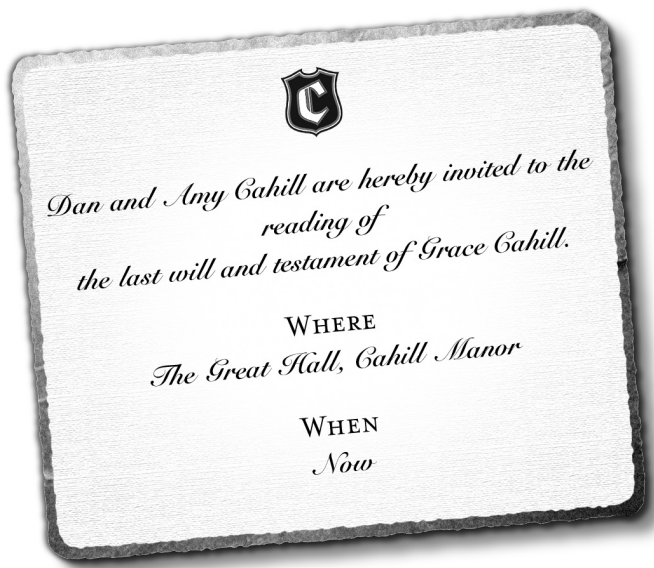 C
Dan and Amy Cahill are hereby invited to the
reading of
the last will and testament of Grace Cahill.
WHERE
The Great Hall, Cahill Manor
WHEN
Now